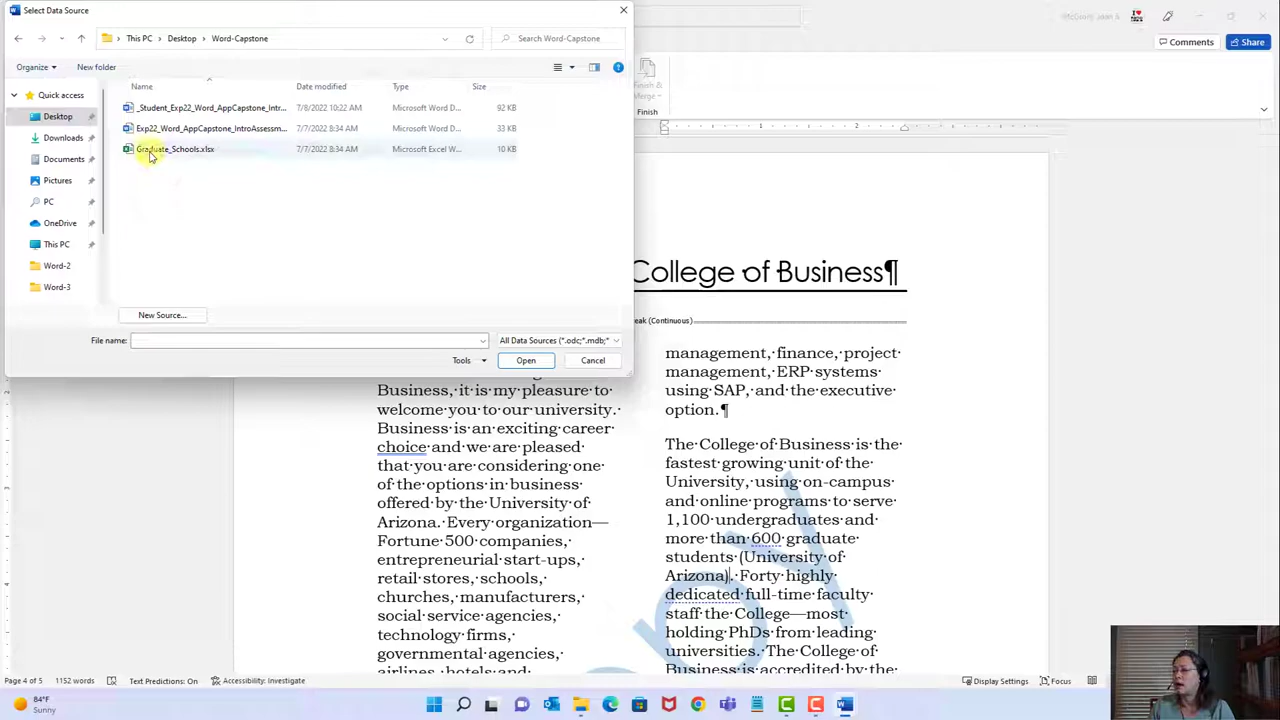 Select Data Source
This PC > Desktop > Word-Capstone
Search Word-Capstone
Organize
New folder
Name
Date modified
Type
Size
Quick access
Desktop
Downloads
Documents
Pictures
PC
OneDrive
This PC
Word-2
Word-3
_Student_Exp22_Word_AppCapstone_Intr... 7/8/2022 10:22 AM Microsoft Word D... 92 KB
Exp22_Word_AppCapstone_IntroAssessm... 7/7/2022 8:34 AM Microsoft Word D... 33 KB
Graduate_Schools.xlsx 7/7/2022 8:34 AM Microsoft Excel W... 10 KB
New Source...
File name:
All Data Sources (*.odc;*.mdb;*
Tools
Open
Cancel
Comments
Share
Finish &
Merge
Finish
College·of·Business¶
eak (Continuous)
Business,·it·is·my·pleasure·to·
welcome·you·to·our·university.·
Business·is·an·exciting·career·
choice·and·we·are·pleased·
that·you·are·considering·one·
of·the·options·in·business·
offered·by·the·University·of·
Arizona.·Every·organization—
Fortune·500·companies,·
entrepreneurial·start-ups,·
retail·stores,·schools,·
churches,·manufacturers,·
social·service·agencies,·
technology·firms,·
governmental·agencies,·
airlines,·hotels·and·
management,·finance,·project·
management,·ERP·systems·
using·SAP,·and·the·executive·
option.¶
The·College·of·Business·is·the·
fastest·growing·unit·of·the·
University,·using·on-campus·
and·online·programs·to·serve·
1,100·undergraduates·and·
more·than·600·graduate·
students·(University·of·
Arizona).·Forty·highly·
dedicated·full-time·faculty·
staff·the·College—most·
holding·PhDs·from·leading·
universities.·The·College·of·
Business·is·accredited·by·the·
Page 4 of 5
1152 words
Text Predictions: On
Accessibility: Investigate
Display Settings
Focus
84°F
Sunny